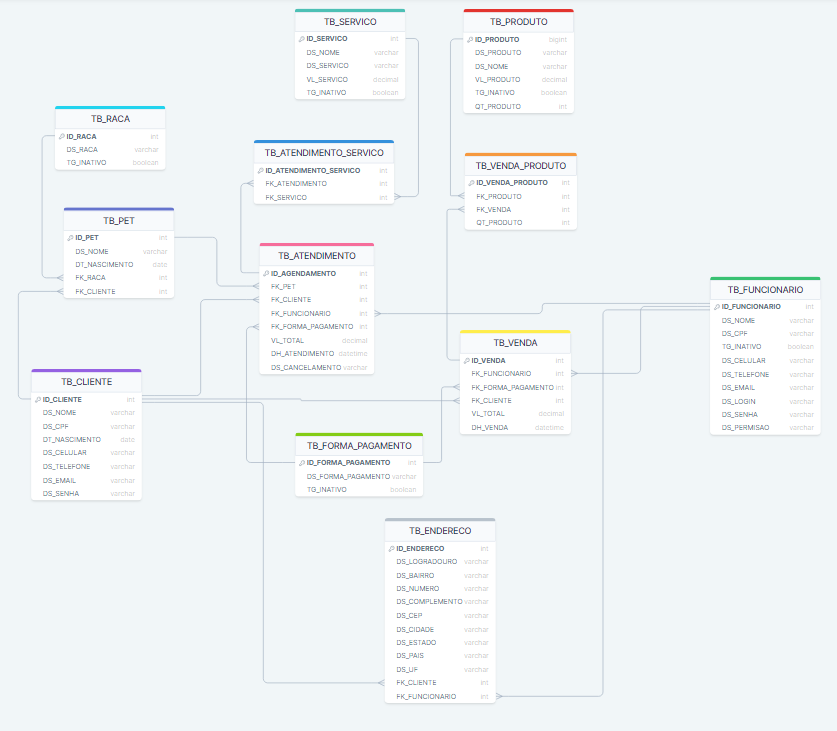 TB_SERVICO
ID_SERVICO int
DS_NOME varchar
DS_SERVICO varchar
VL_SERVICO decimal
TG_INATIVO boolean
TB_PRODUTO
ID_PRODUTO bigint
DS_PRODUTO varchar
DS_NOME varchar
VL_PRODUTO decimal
TG_INATIVO boolean
QT_PRODUTO int
TB_RACA
ID_RACA int
DS_RACA varchar
TG_INATIVO boolean
TB_ATENDIMENTO_SERVICO
ID_ATENDIMENTO_SERVICO int
FK_ATENDIMENTO int
FK_SERVICO int
TB_VENDA_PRODUTO
ID_VENDA_PRODUTO int
FK_PRODUTO int
FK_VENDA int
QT_PRODUTO int
TB_PET
ID_PET int
DS_NOME varchar
DT_NASCIMENTO date
FK_RACA int
FK_CLIENTE int
TB_ATENDIMENTO
ID_AGENDAMENTO int
FK_PET int
FK_CLIENTE int
FK_FUNCIONARIO int
FK_FORMA_PAGAMENTO int
VL_TOTAL decimal
DH_ATENDIMENTO datetime
DS_CANCELAMENTO varchar
TB_FUNCIONARIO
ID_FUNCIONARIO int
DS_NOME varchar
DS_CPF varchar
TG_INATIVO boolean
DS_CELULAR varchar
DS_TELEFONE varchar
DS_EMAIL varchar
DS_LOGIN varchar
DS_SENHA varchar
DS_PERMISAO varchar
TB_VENDA
ID_VENDA int
FK_FUNCIONARIO int
FK_FORMA_PAGAMENTO int
FK_CLIENTE int
VL_TOTAL decimal
DH_VENDA datetime
TB_CLIENTE
ID_CLIENTE int
DS_NOME varchar
DS_CPF varchar
DT_NASCIMENTO date
DS_CELULAR varchar
DS_TELEFONE varchar
DS_EMAIL varchar
DS_SENHA varchar
TB_FORMA_PAGAMENTO
ID_FORMA_PAGAMENTO int
DS_FORMA_PAGAMENTO varchar
TG_INATIVO boolean
TB_ENDERECO
ID_ENDERECO int
DS_LOGRADOURO varchar
DS_BAIRRO varchar
DS_NUMERO varchar
DS_COMPLEMENTO varchar
DS_CEP varchar
DS_CIDADE varchar
DS_ESTADO varchar
DS_PAIS varchar
DS_UF varchar
FK_CLIENTE int
FK_FUNCIONARIO int